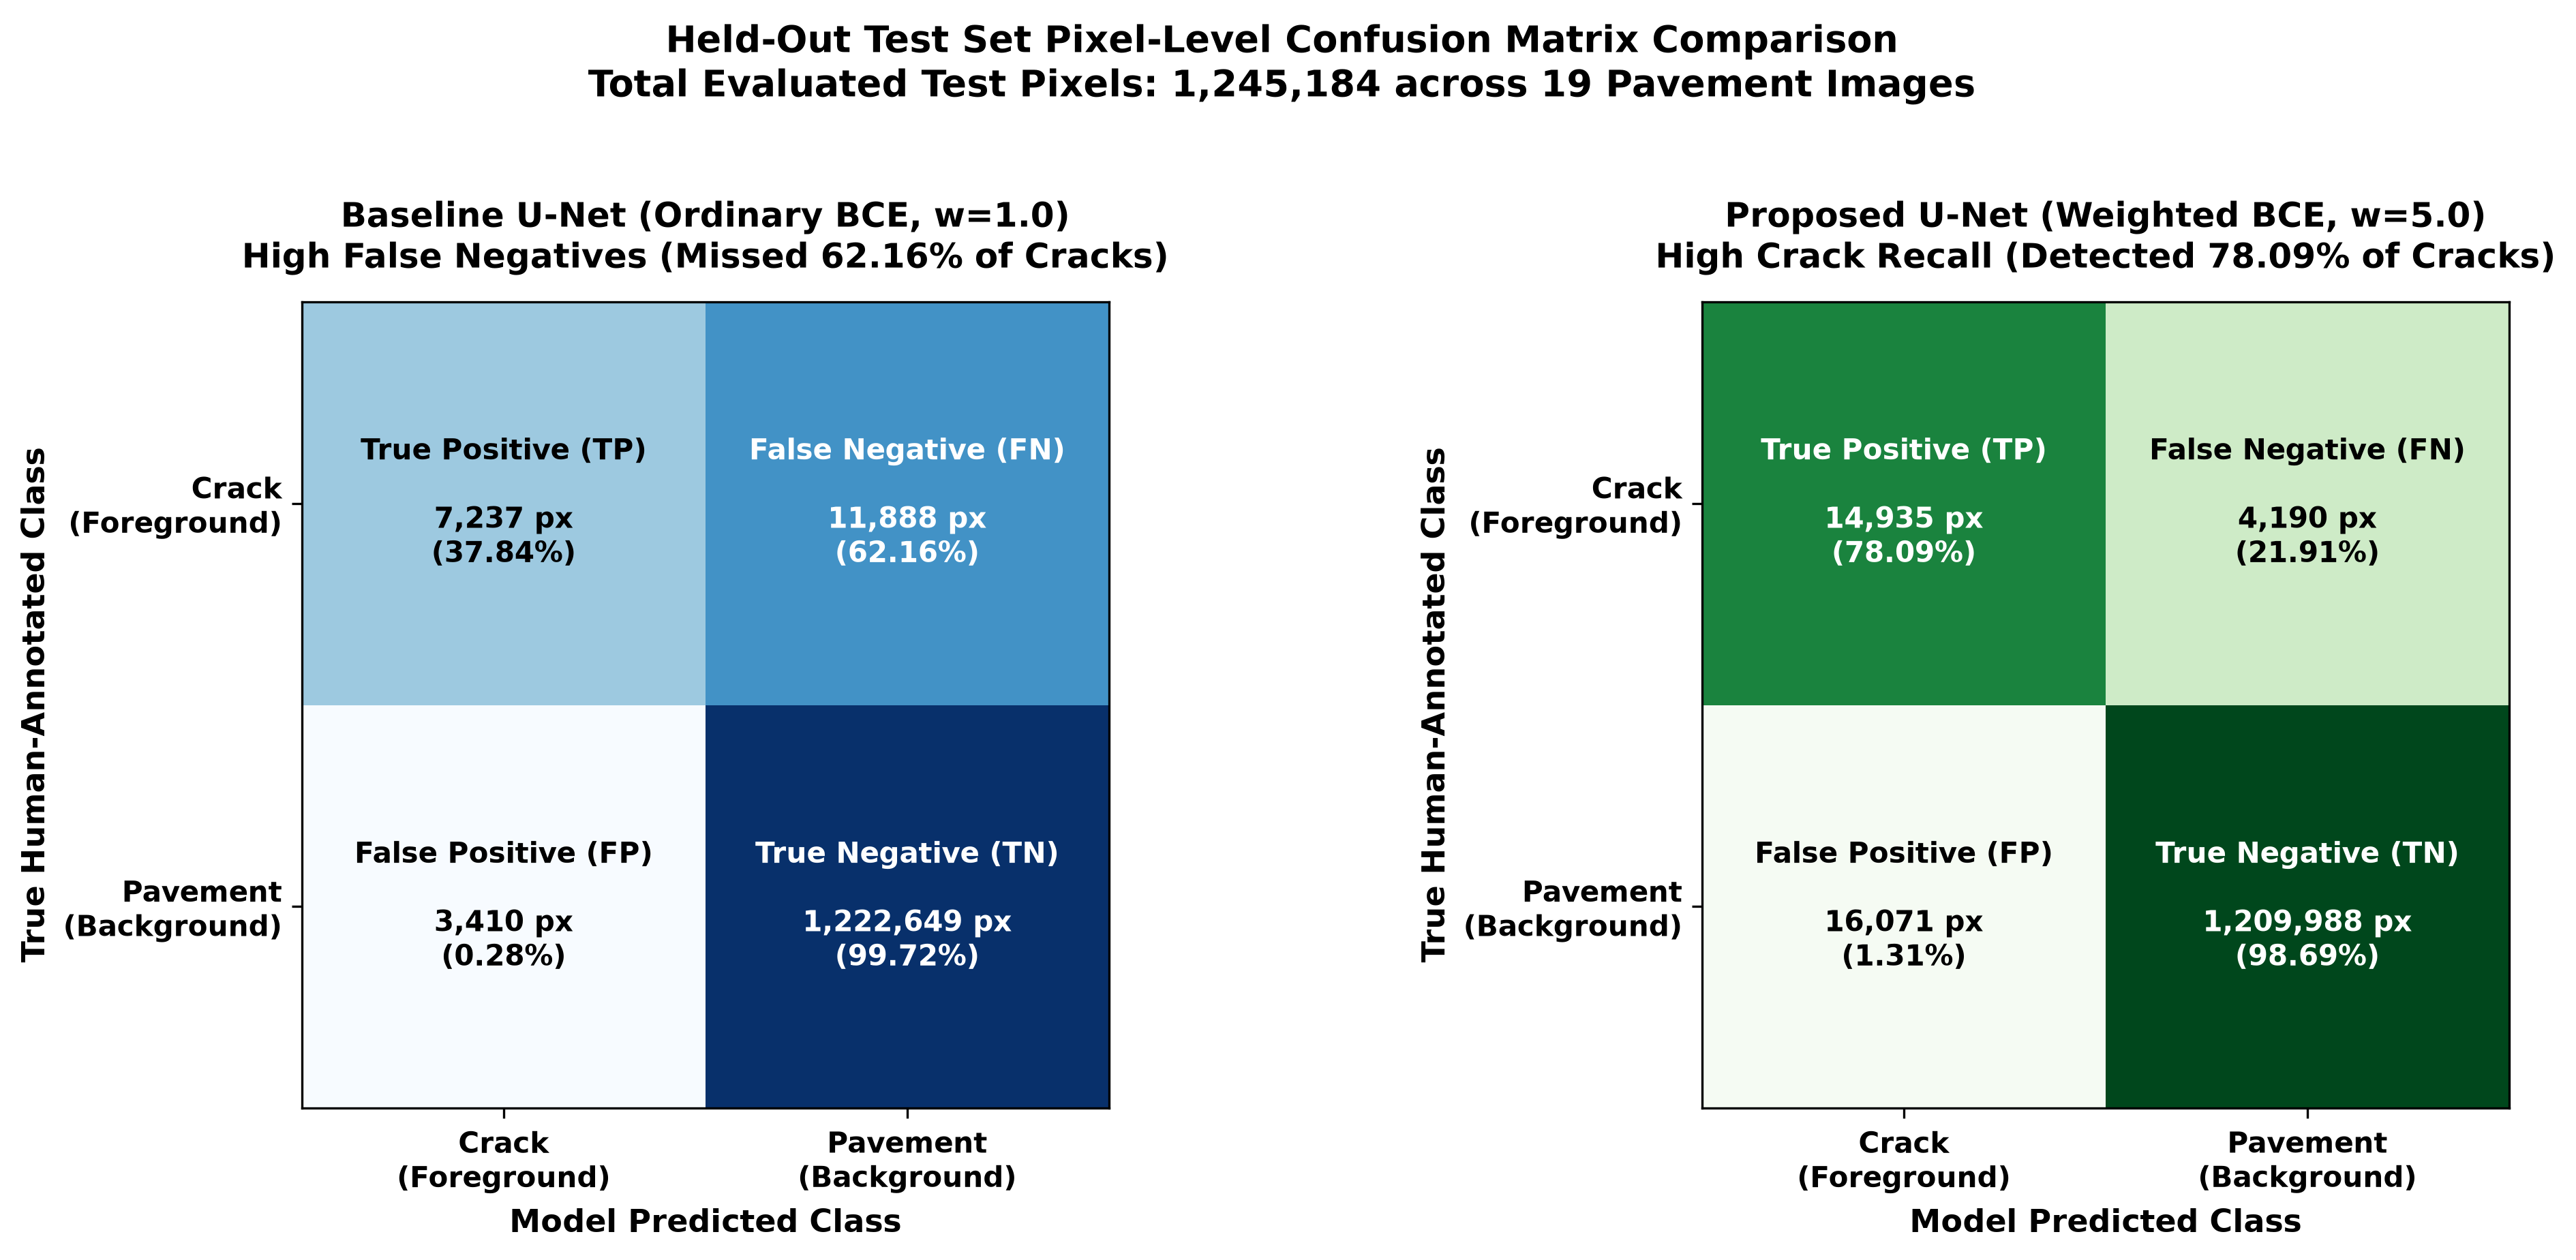 Held-Out Test Set Pixel-Level Confusion Matrix Comparison
Total Evaluated Test Pixels: 1,245,184 across 19 Pavement Images
Baseline U-Net (Ordinary BCE, w=1.0)
High False Negatives (Missed 62.16% of Cracks)
True Human-Annotated Class
Crack
(Foreground)
Pavement
(Background)
True Positive (TP)
7,237 px
(37.84%)
False Negative (FN)
11,888 px
(62.16%)
False Positive (FP)
3,410 px
(0.28%)
True Negative (TN)
1,222,649 px
(99.72%)
Crack
(Foreground)
Pavement
(Background)
Model Predicted Class
Proposed U-Net (Weighted BCE, w=5.0)
High Crack Recall (Detected 78.09% of Cracks)
True Human-Annotated Class
Crack
(Foreground)
Pavement
(Background)
True Positive (TP)
14,935 px
(78.09%)
False Negative (FN)
4,190 px
(21.91%)
False Positive (FP)
16,071 px
(1.31%)
True Negative (TN)
1,209,988 px
(98.69%)
Crack
(Foreground)
Pavement
(Background)
Model Predicted Class